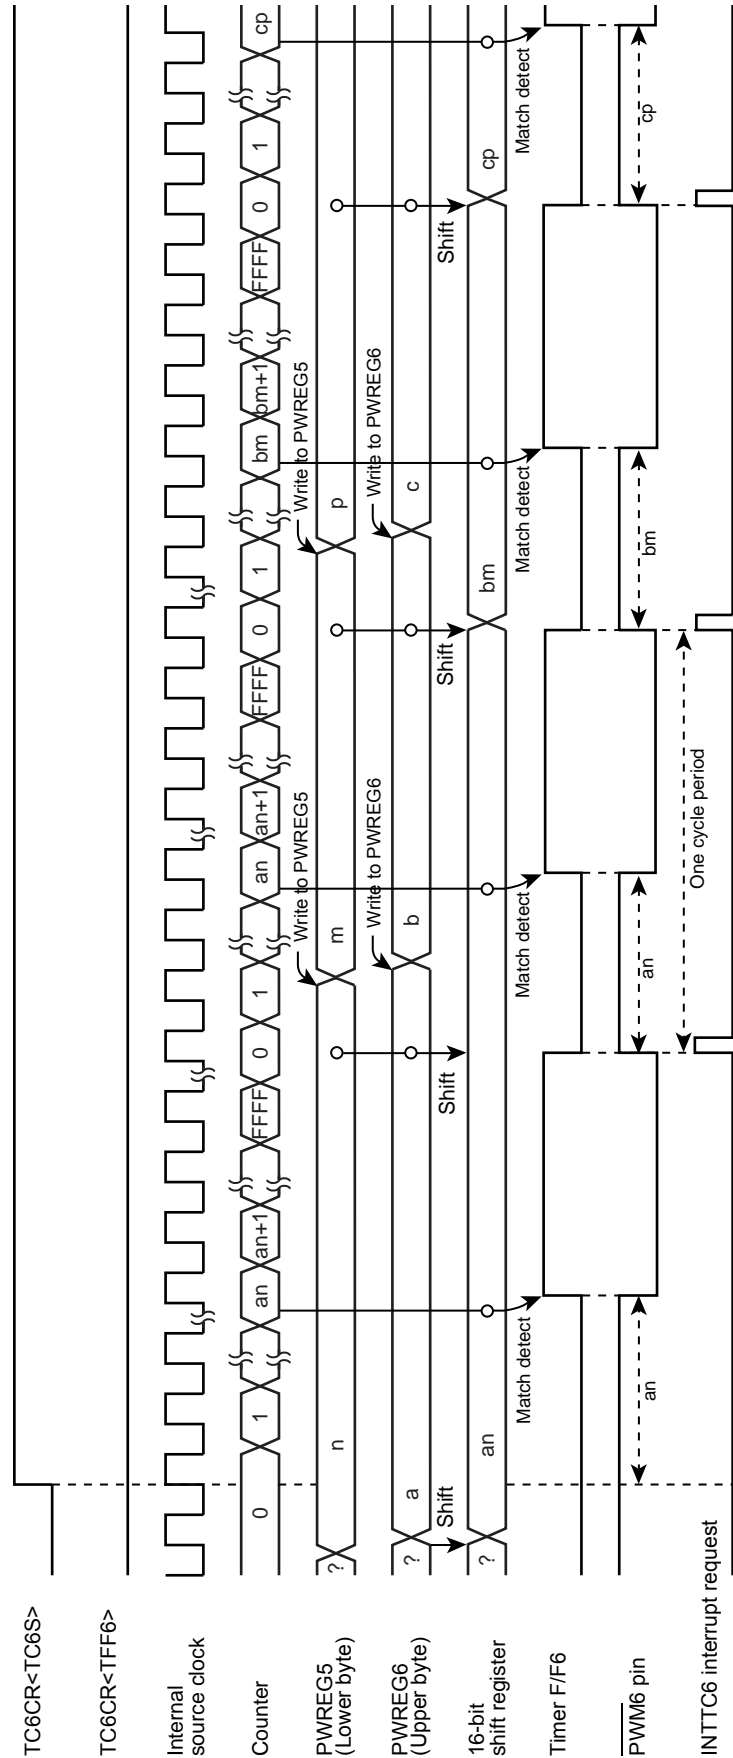 TC6CR<TC6S>
TC6CR<TFF6>
Internal
source clock
Counter
0 1 an an+1 FFFF 0 1 an an+1 FFFF 0 1 bm bm+1 FFFF 0 1 cp
Write to PWREG5
Write to PWREG5
PWREG5
(Lower byte)
? n m p
Write to PWREG6
Write to PWREG6
PWREG6
(Upper byte)
? a b c
Shift
Shift
Shift
Shift
16-bit
shift register
? an bm cp
Match detect
Match detect
Match detect
Match detect
Timer F/F6
PWM6 pin
an an bm cp
One cycle period
INTTC6 interrupt request